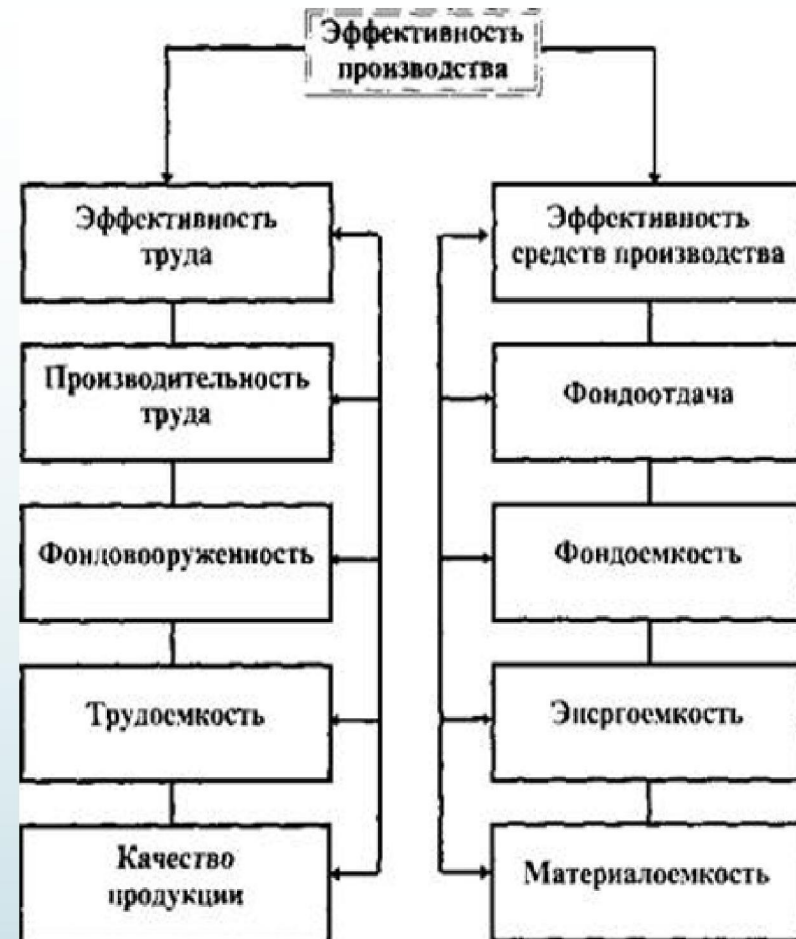 Эффективность
производства
Эффективность
труда
Производительность
труда
Фондовооруженность
Трудоемкость
Качество
продукции
Эффективность
средств производства
Фондоотдача
Фондоемкость
Энергоемкость
Материалоемкость